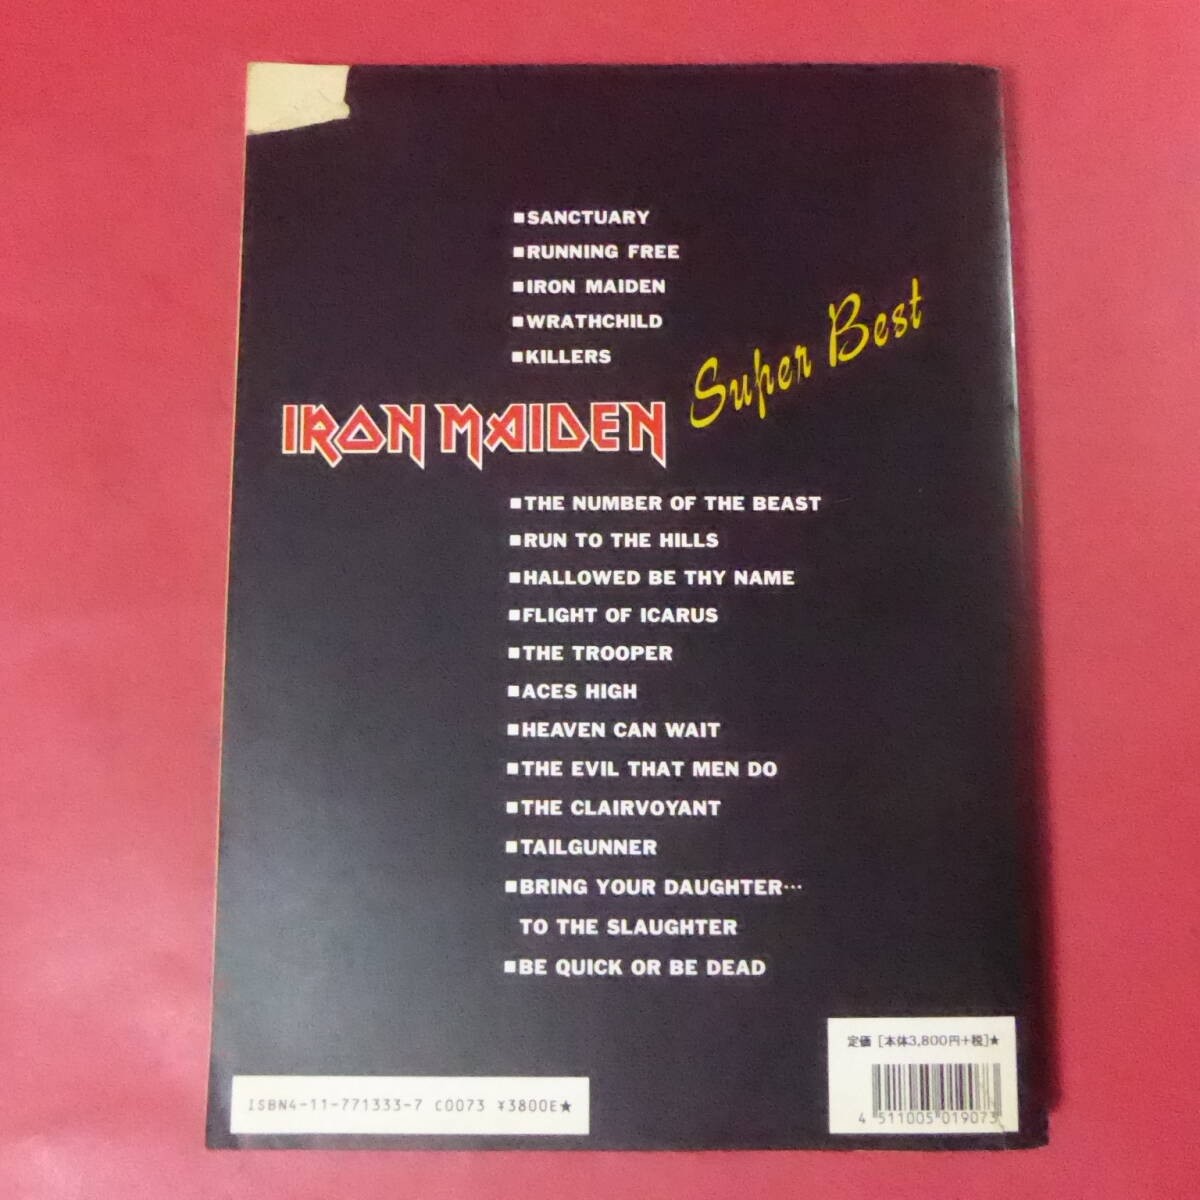 ■SANCTUARY
■RUNNING FREE
■IRON MAIDEN
■WRATHCHILD
■KILLERS
IRON MAIDEN
Super Best
■THE NUMBER OF THE BEAST
■RUN TO THE HILLS
■HALLOWED BE THY NAME
■FLIGHT OF ICARUS
■THE TROOPER
■ACES HIGH
■HEAVEN CAN WAIT
■THE EVIL THAT MEN DO
■THE CLAIRVOYANT
■TAILGUNNER
■BRING YOUR DAUGHTER…
TO THE SLAUGHTER
■BE QUICK OR BE DEAD
定価 [本体3,800円+税]★
4 511005 019073
ISBN4-11-771333-7 C0073 ¥3800E★